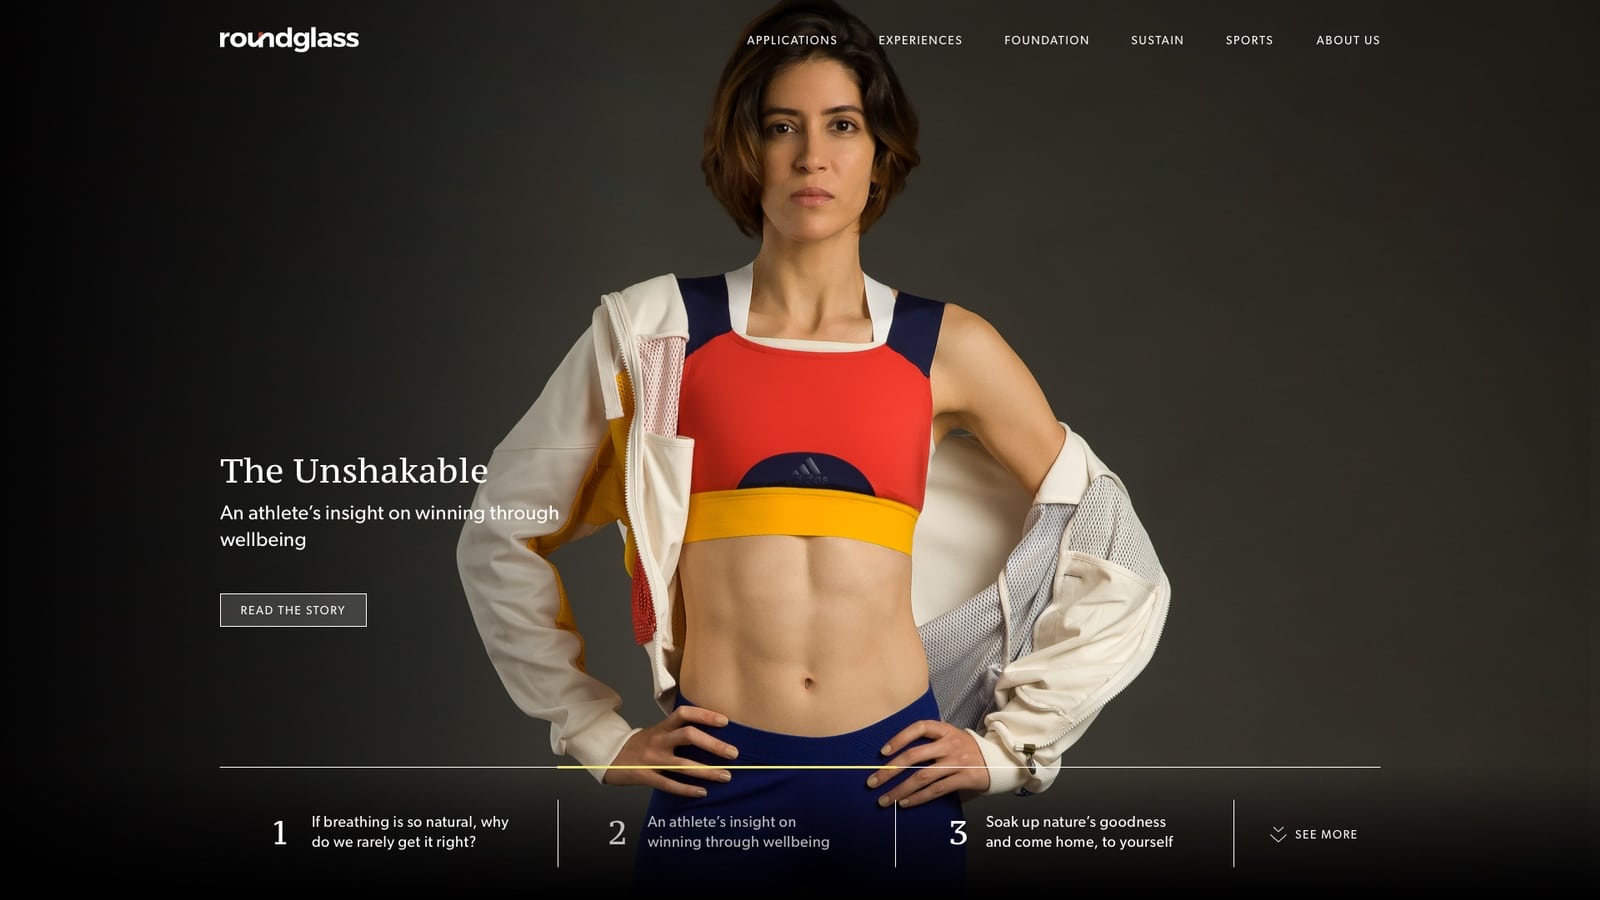 roundglass
APPLICATIONS EXPERIENCES FOUNDATION SUSTAIN SPORTS ABOUT US
The Unshakable
An athlete’s insight on winning through
wellbeing
READ THE STORY
1 If breathing is so natural, why
do we rarely get it right?
2 An athlete’s insight on
winning through wellbeing
3 Soak up nature’s goodness
and come home, to yourself
SEE MORE